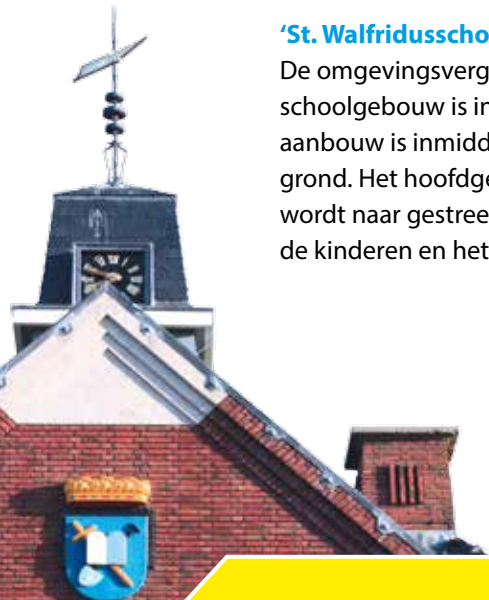 ‘St. Walfridusscho
De omgevingsverg
schoolgebouw is in
aanbouw is inmidd
grond. Het hoofdge
wordt naar gestree
de kinderen en het